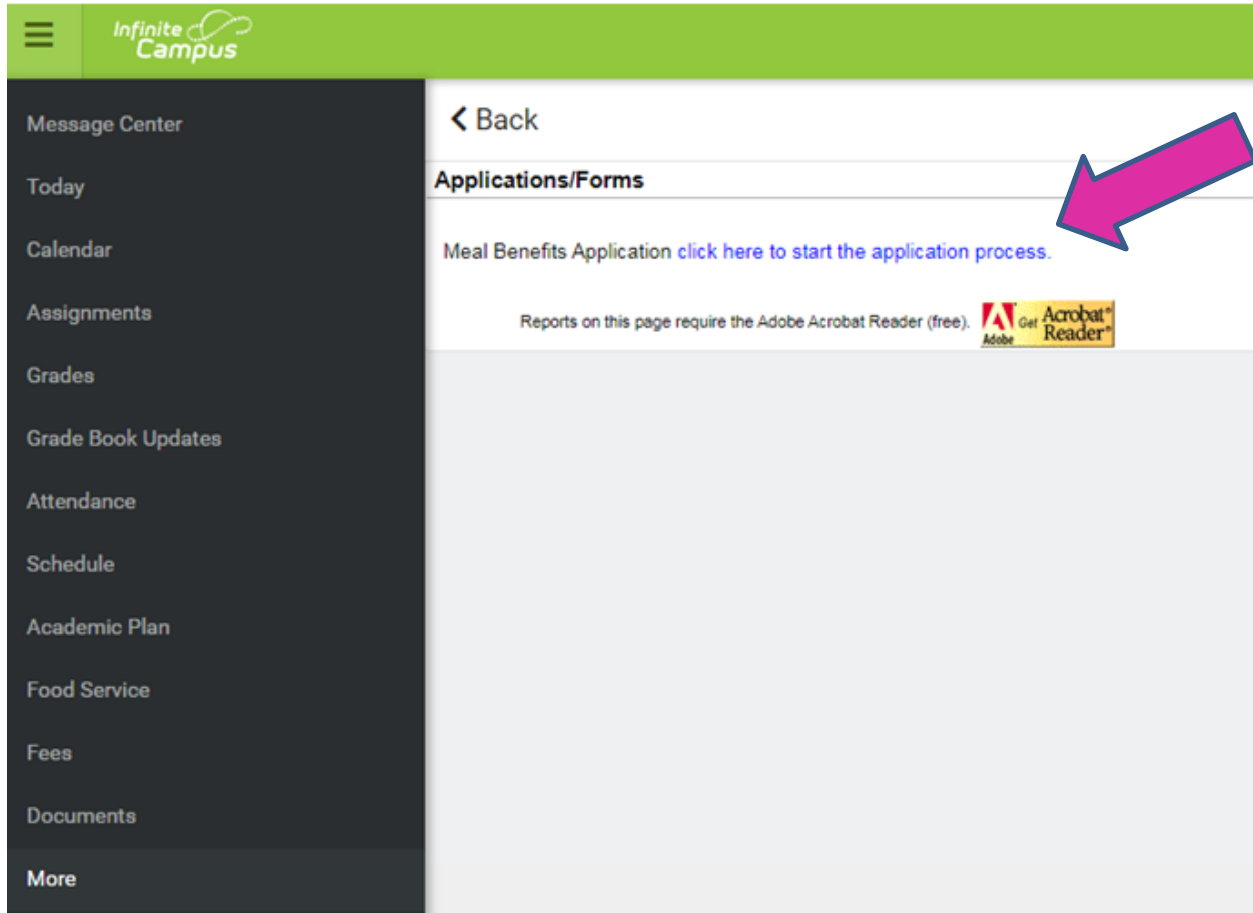 Infinite
Campus
Message Center
Today
Calendar
Assignments
Grades
Grade Book Updates
Attendance
Schedule
Academic Plan
Food Service
Fees
Documents
More
Back
Applications/Forms
Meal Benefits Application click here to start the application process.
Reports on this page require the Adobe Acrobat Reader (free).
Adobe
Get Acrobat®
Reader®